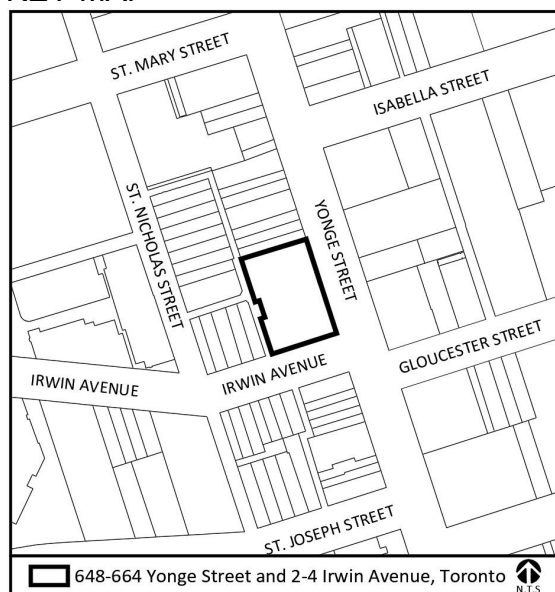 KEY MAP
ST. MARY STREET
ISABELLA STREET
ST. NICHOLAS STREET
YONGE STREET
GLOUCESTER STREET
IRWIN AVENUE
IRWIN AVENUE
ST. JOSEPH STREET
648-664 Yonge Street and 2-4 Irwin Avenue, Toronto
N.T.S